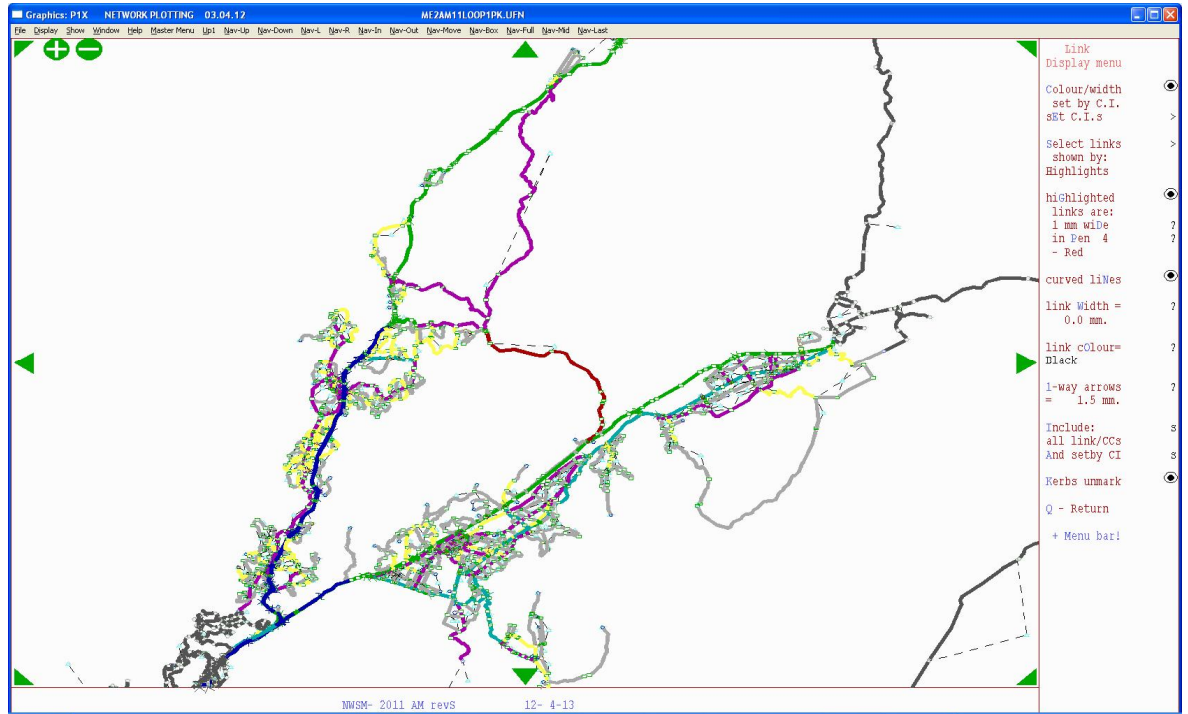 Graphics: P1X NETWORK PLOTTING 03.04.12 ME2AM11LOOP1PK.UFN
File Display Show Window Help Master Menu Up1 Nav-Up Nav-Down Nav-L Nav-R Nav-In Nav-Out Nav-Move Nav-Box Nav-Full Nav-Mid Nav-Last
Link
Display menu
Colour/width
set by C.I.
sEt C.I.s >
Select links >
shown by:
Highlights
hiGhlighted
links are:
1 mm wiDe ?
in Pen 4 ?
- Red
curved liNes
link Width = ?
0.0 mm.
link cOlour= ?
Black
1-way arrows ?
= 1.5 mm.
Include: s
all link/CCs
And setby CI s
Kerbs unmark
Q - Return
+ Menu bar!
NWSM- 2011 AM revS 12- 4-13